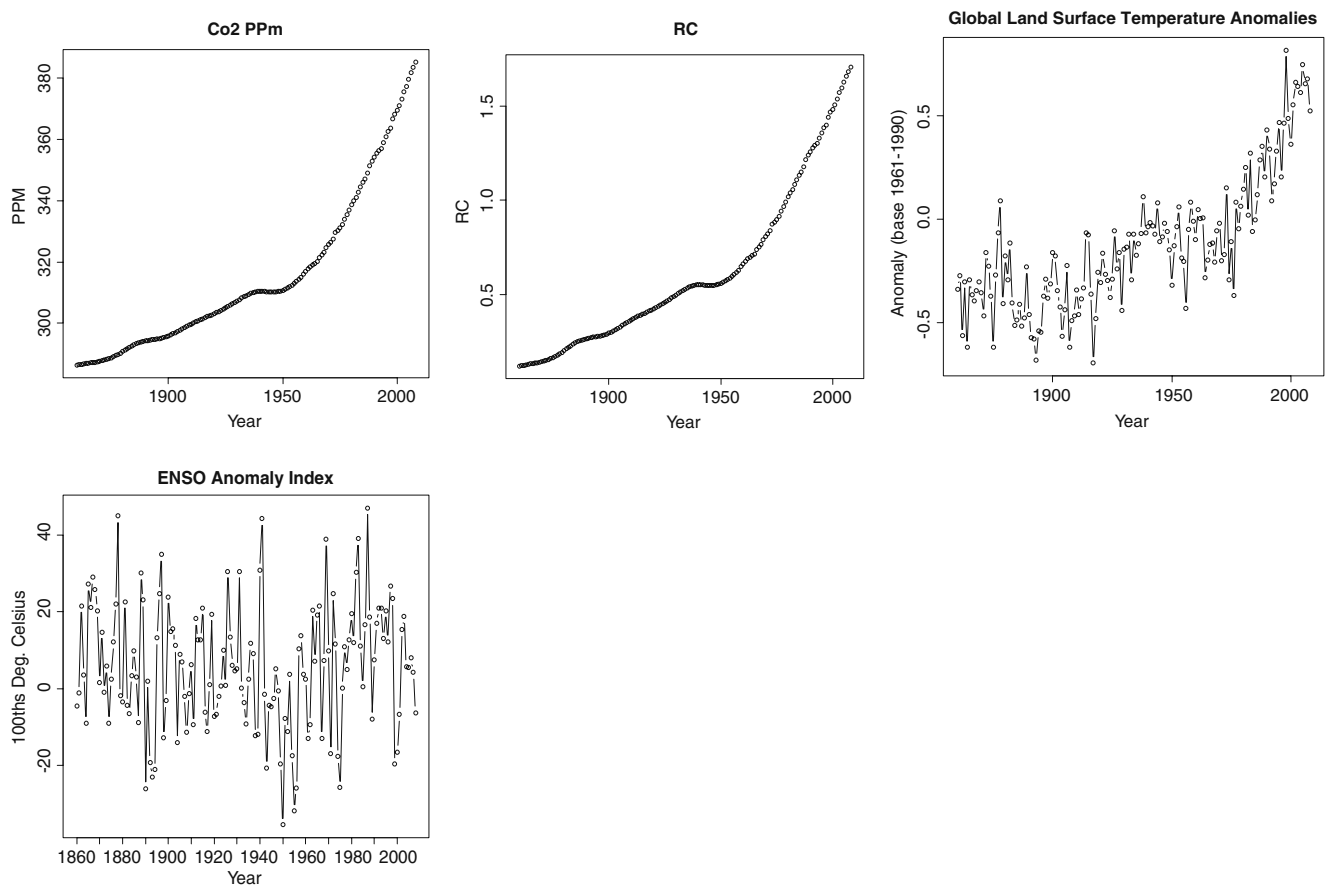 Co2 PPm
PPM
380
360
340
320
300
1900 1950 2000
Year
RC
RC
1.5
1.0
0.5
1900 1950 2000
Year
Global Land Surface Temperature Anomalies
Anomaly (base 1961-1990)
0.5
0.0
-0.5
1900 1950 2000
Year
ENSO Anomaly Index
100ths Deg. Celsius
40
20
0
-20
1860 1880 1900 1920 1940 1960 1980 2000
Year